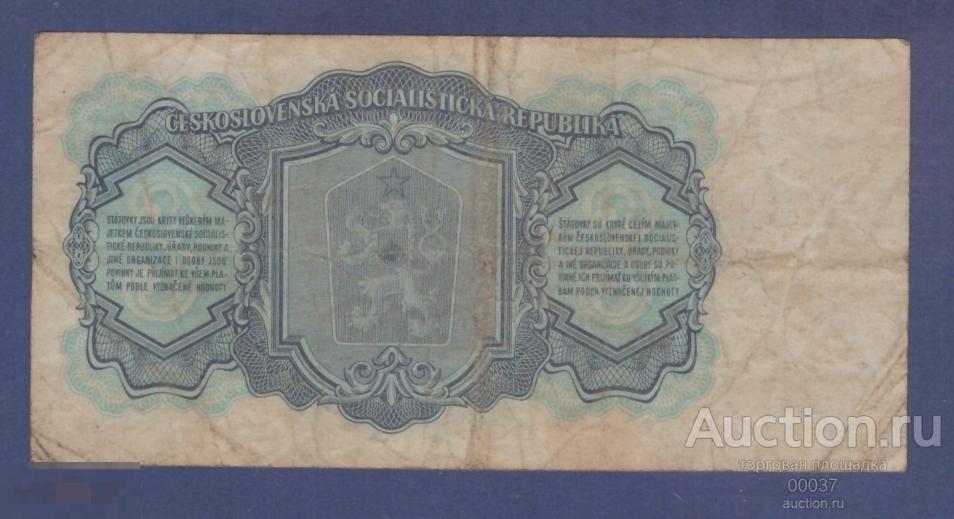 ČESKOSLOVENSKÁ SOCIALISTICKÁ REPUBLIKA
STÁTOVKY JSOU KRYTY VEŠKERÝM MA-
JETKEM ČESKOSLOVENSKÉ SOCIALIS-
TICKÉ REPUBLIKY, ÚŘADY, PODNIKY A
JINÉ ORGANIZACE I OSOBY JSOU
POVINNY JE PŘIJÍMAT KE VŠEM PLA-
TŮM PODLE VYZNAČENÉ HODNOTY
ŠTÁTOVKY SÚ KRYTÉ CELÝM MAJET-
KOM ČESKOSLOVENSKEJ SOCIALIS-
TICKEJ REPUBLIKY, ÚRADY, PODNIKY
A INÉ ORGANIZÁCIE A OSOBY SÚ PO-
VINNÉ ICH PRIJÍMAŤ KU VŠETKÝM PLAT-
BÁM PODĽA VYZNAČENEJ HODNOTY
Auction.ru
торговая площадка
00037
auction.ru